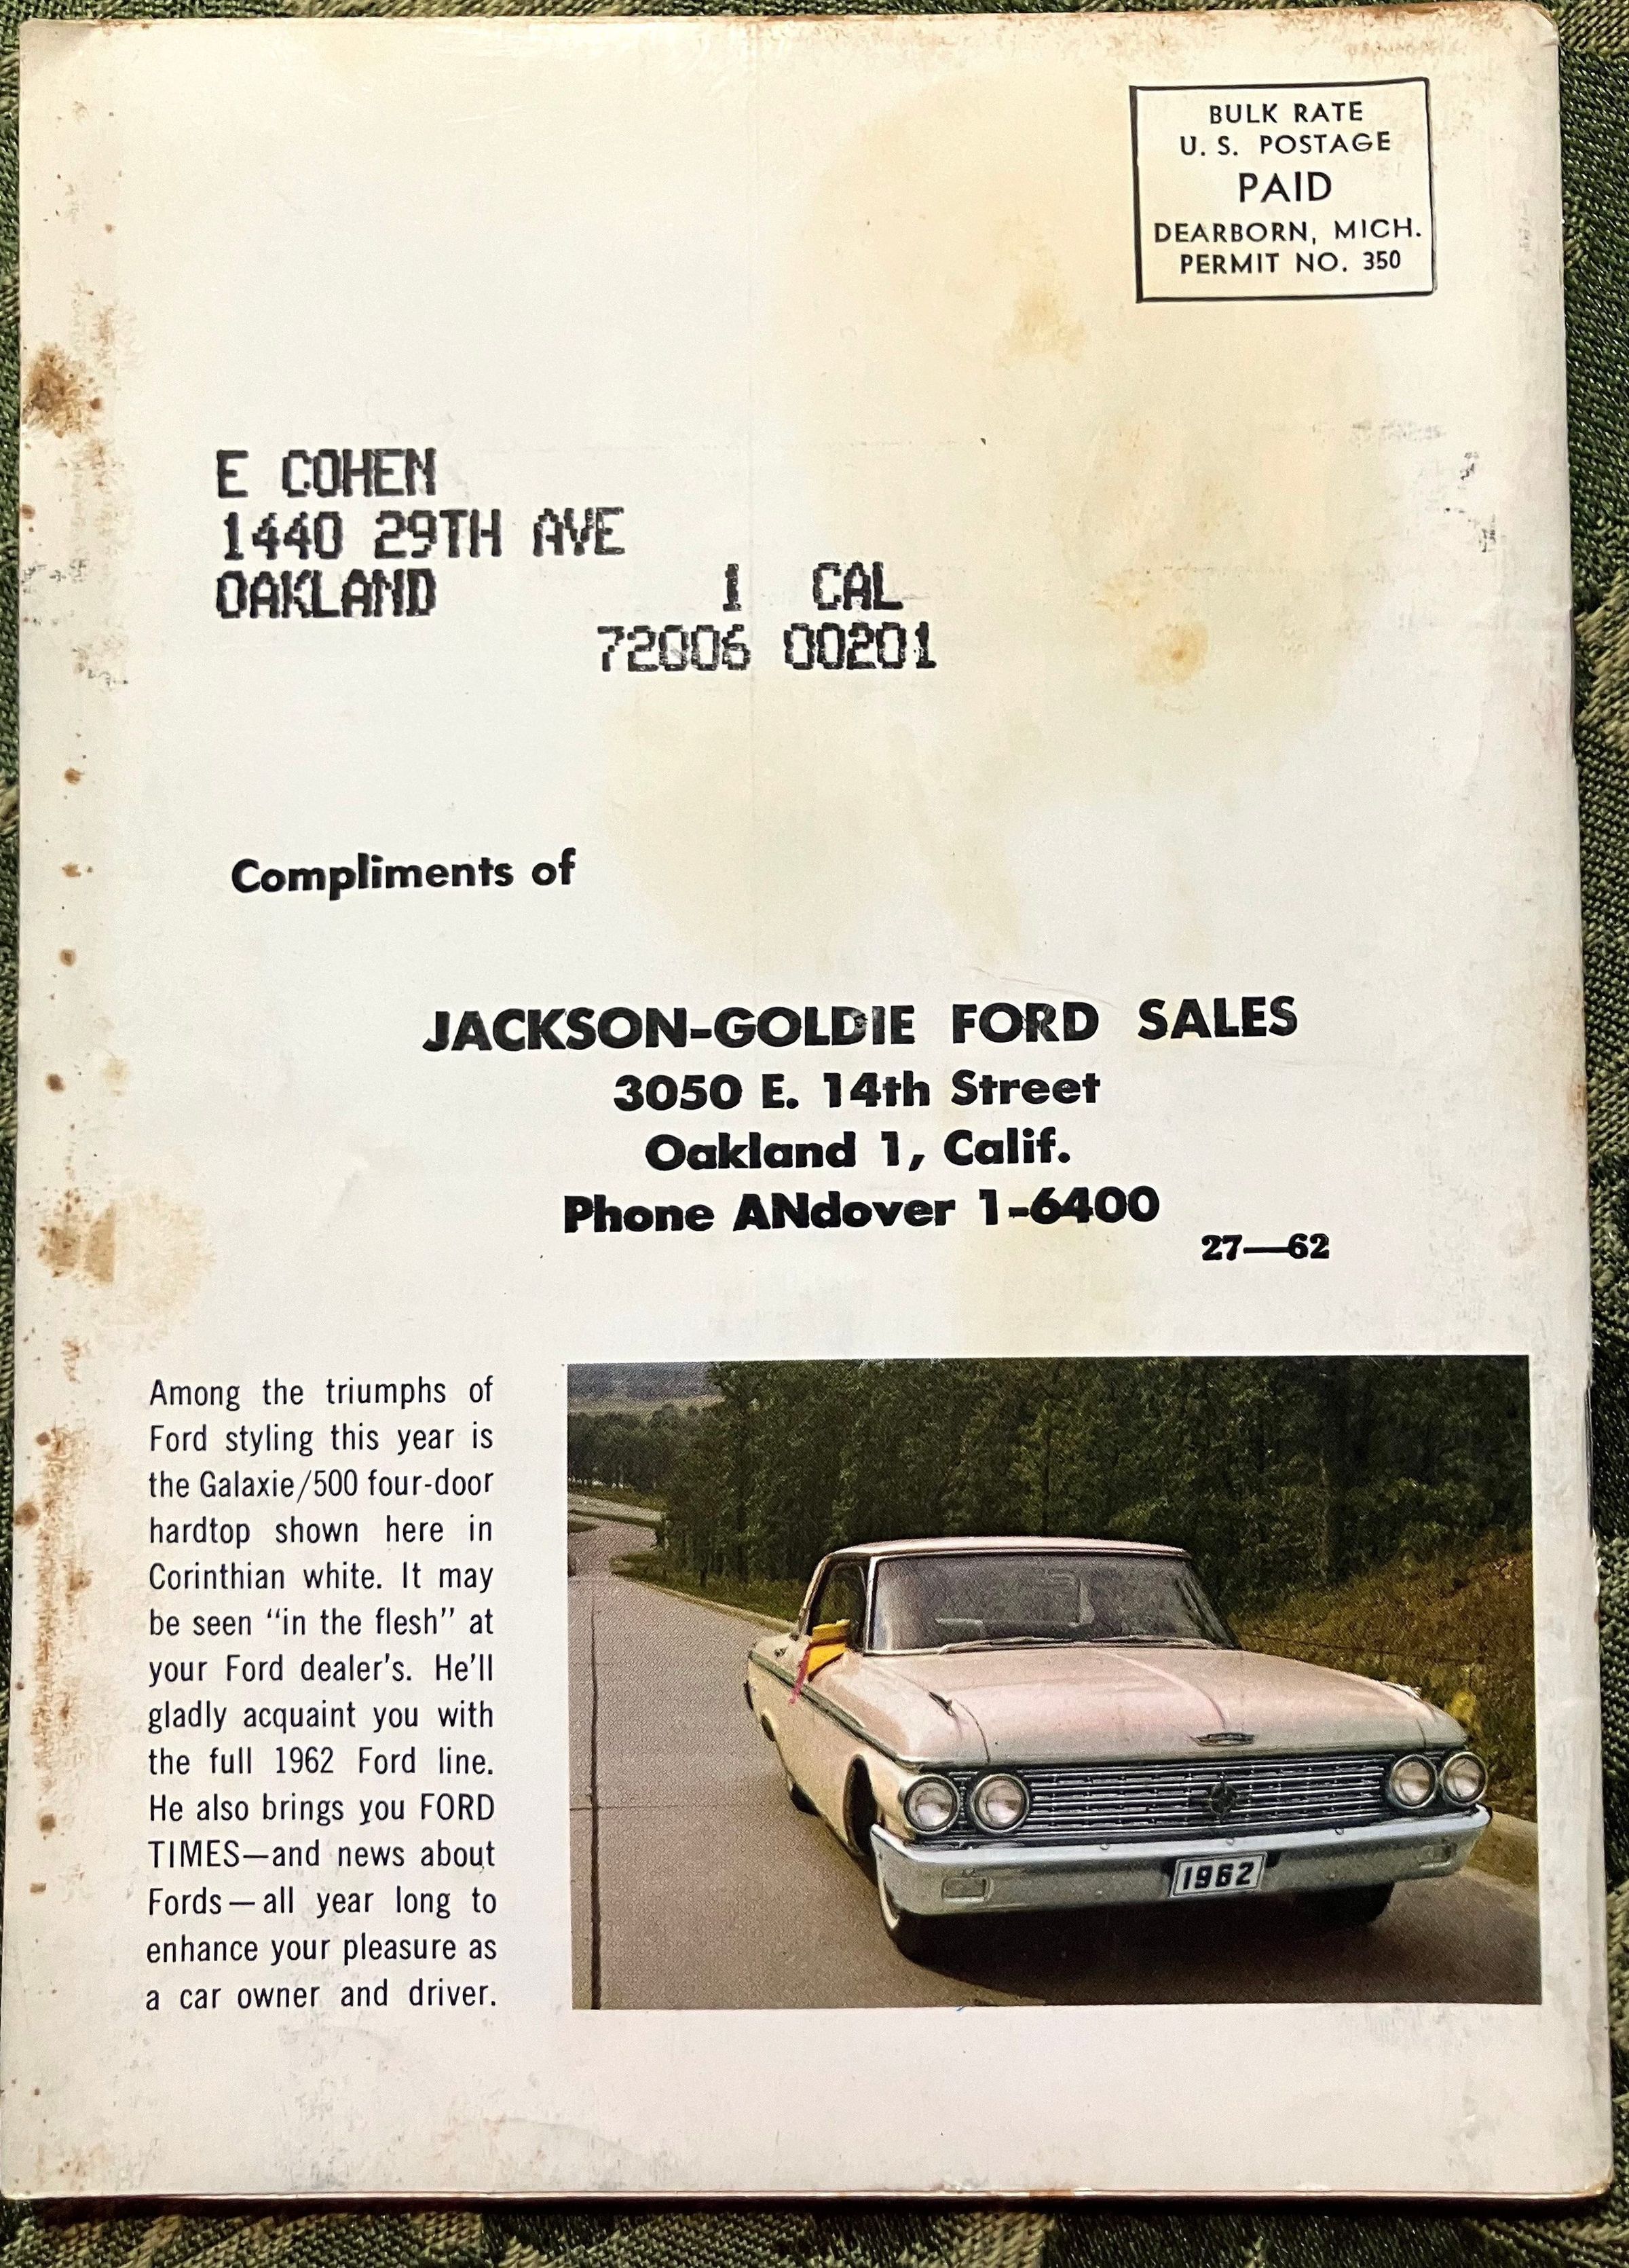 BULK RATE
U. S. POSTAGE
PAID
DEARBORN, MICH.
PERMIT NO. 350
E COHEN
1440 29TH AVE
OAKLAND 1 CAL
72006 00201
Compliments of
JACKSON-GOLDIE FORD SALES
3050 E. 14th Street
Oakland 1, Calif.
Phone ANdover 1-6400
27—62
Among the triumphs of
Ford styling this year is
the Galaxie/500 four-door
hardtop shown here in
Corinthian white. It may
be seen “in the flesh” at
your Ford dealer's. He'll
gladly acquaint you with
the full 1962 Ford line.
He also brings you FORD
TIMES—and news about
Fords—all year long to
enhance your pleasure as
a car owner and driver.
1962